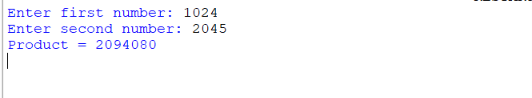 Enter first number: 1024
Enter second number: 2045
Product = 2094080